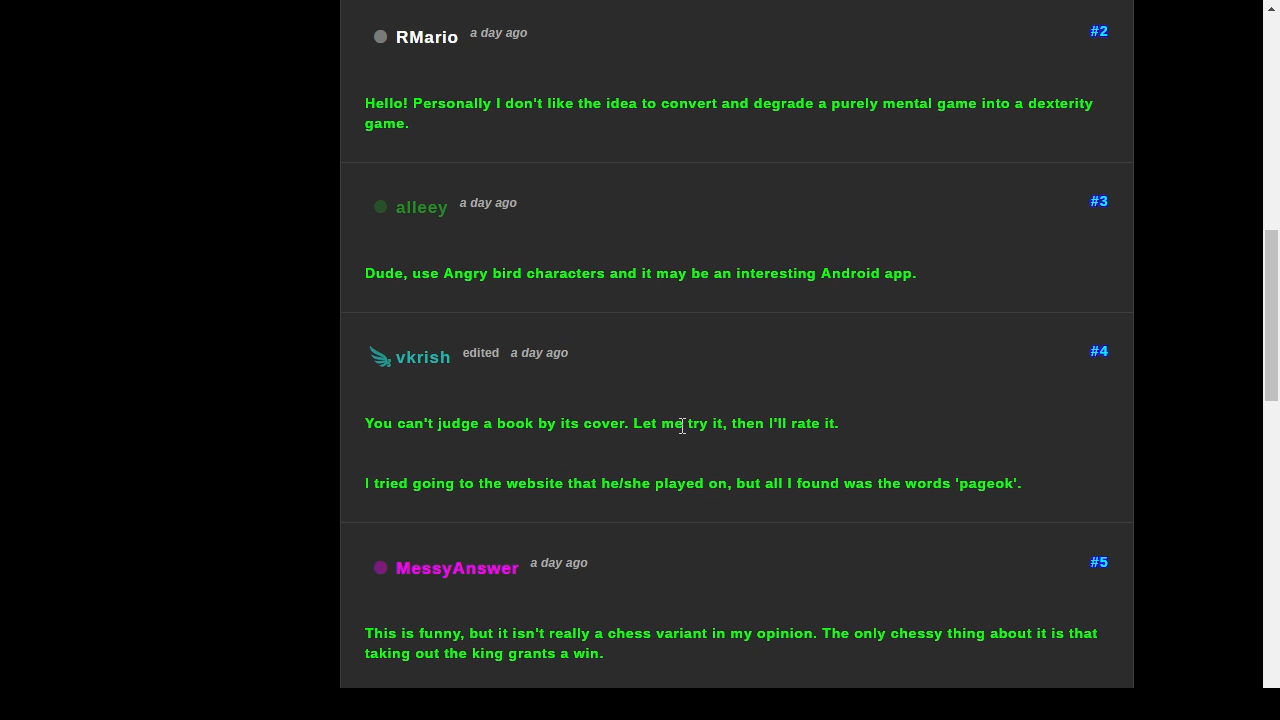 RMario a day ago #2
Hello! Personally I don't like the idea to convert and degrade a purely mental game into a dexterity
game.
alleey a day ago #3
Dude, use Angry bird characters and it may be an interesting Android app.
vkrish edited a day ago #4
You can't judge a book by its cover. Let me try it, then I'll rate it.
I tried going to the website that he/she played on, but all I found was the words 'pageok'.
MessyAnswer a day ago #5
This is funny, but it isn't really a chess variant in my opinion. The only chessy thing about it is that
taking out the king grants a win.